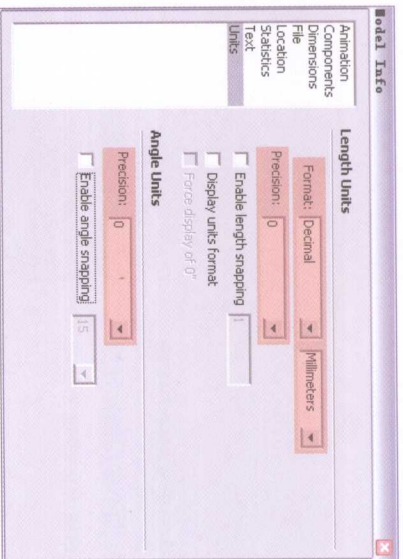 Model Info
Animation
Components
Dimensions
File
Location
Statistics
Text
Units
Length Units
Format: Decimal Millimeters
Precision: 0
Enable length snapping 1
Display units format
Force display of 0"
Angle Units
Precision: 0
Enable angle snapping 15